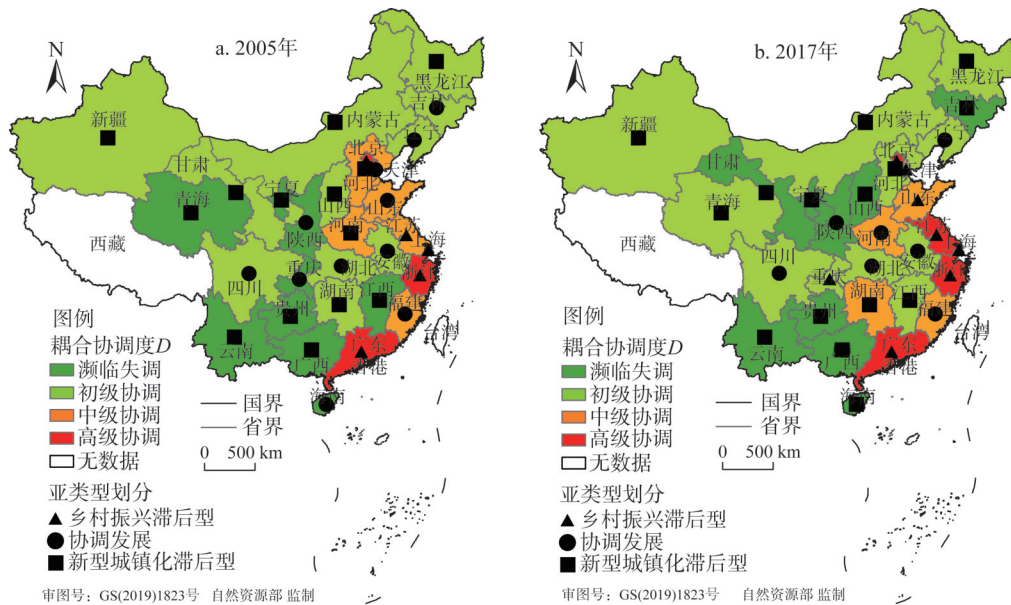 N
a. 2005年
黑龙江
吉林
内蒙古
辽宁
新疆
北京
天津
甘肃
河北
宁夏
山西
山东
青海
陕西
河南
江苏
西藏
上海
安徽
湖北
重庆
四川
浙江
湖南
江西
贵州
福建
云南
台湾
广西
广东
香港
海南
图例
耦合协调度D
濒临失调
初级协调
中级协调
高级协调
无数据
国界
省界
0 500 km
亚类型划分
乡村振兴滞后型
协调发展
新型城镇化滞后型
审图号：GS(2019)1823号 自然资源部 监制
N
b. 2017年
黑龙江
吉林
内蒙古
辽宁
新疆
北京
天津
甘肃
河北
宁夏
山西
山东
青海
陕西
河南
西藏
上海
安徽
湖北
重庆
四川
湖南
江西
贵州
福建
云南
台湾
广西
广东
香港
海南
图例
耦合协调度D
濒临失调
初级协调
中级协调
高级协调
无数据
国界
省界
0 500 km
亚类型划分
乡村振兴滞后型
协调发展
新型城镇化滞后型
审图号：GS(2019)1823号 自然资源部 监制